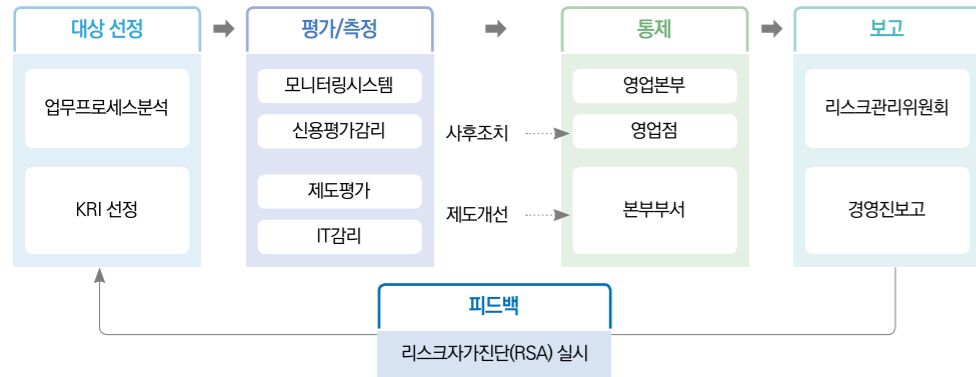 대상 선정
업무프로세스분석
KRI 선정
평가/측정
모니터링시스템
신용평가감리
제도평가
IT감리
사후조치
제도개선
통제
영업본부
영업점
본부부서
보고
리스크관리위원회
경영진보고
피드백
리스크자가진단(RSA) 실시